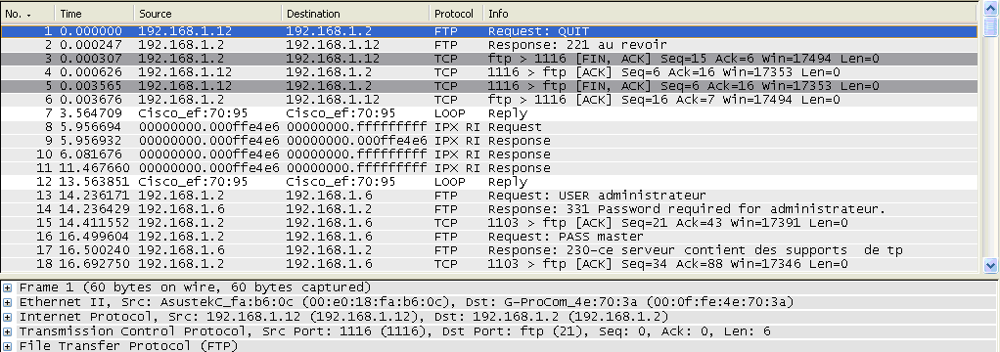 No. Time Source Destination Protocol Info
1 0.000000 192.168.1.12 192.168.1.2 FTP Request: QUIT
2 0.000247 192.168.1.2 192.168.1.12 FTP Response: 221 au revoir
3 0.000307 192.168.1.2 192.168.1.12 TCP ftp > 1116 [FIN, ACK] Seq=15 Ack=6 Win=17494 Len=0
4 0.000626 192.168.1.12 192.168.1.2 TCP 1116 > ftp [ACK] Seq=6 Ack=16 Win=17353 Len=0
5 0.003565 192.168.1.12 192.168.1.2 TCP 1116 > ftp [FIN, ACK] Seq=6 Ack=16 Win=17353 Len=0
6 0.003676 192.168.1.2 192.168.1.12 TCP ftp > 1116 [ACK] Seq=16 Ack=7 Win=17494 Len=0
7 3.564709 Cisco_ef:70:95 Cisco_ef:70:95 LOOP Reply
8 5.956694 00000000.000ffe4e6 00000000.fffffffff IPX RI Request
9 5.956932 00000000.000ffe4e6 00000000.000ffe4e6 IPX RI Response
10 6.081676 00000000.000ffe4e6 00000000.fffffffff IPX RI Response
11 11.467660 00000000.000ffe4e6 00000000.fffffffff IPX RI Response
12 13.563851 Cisco_ef:70:95 Cisco_ef:70:95 LOOP Reply
13 14.236171 192.168.1.2 192.168.1.6 FTP Request: USER administrateur
14 14.236429 192.168.1.6 192.168.1.2 FTP Response: 331 Password required for administrateur.
15 14.411552 192.168.1.2 192.168.1.6 TCP 1103 > ftp [ACK] Seq=21 Ack=43 Win=17391 Len=0
16 16.499604 192.168.1.2 192.168.1.6 FTP Request: PASS master
17 16.500240 192.168.1.6 192.168.1.2 FTP Response: 230-ce serveur contient des supports de tp
18 16.692750 192.168.1.2 192.168.1.6 TCP 1103 > ftp [ACK] Seq=34 Ack=88 Win=17346 Len=0
Frame 1 (60 bytes on wire, 60 bytes captured)
Ethernet II, Src: AsustekC_fa:b6:0c (00:e0:18:fa:b6:0c), Dst: G-ProCom_4e:70:3a (00:0f:fe:4e:70:3a)
Internet Protocol, Src: 192.168.1.12 (192.168.1.12), Dst: 192.168.1.2 (192.168.1.2)
Transmission Control Protocol, Src Port: 1116 (1116), Dst Port: ftp (21), Seq: 0, Ack: 0, Len: 6
File Transfer Protocol (FTP)